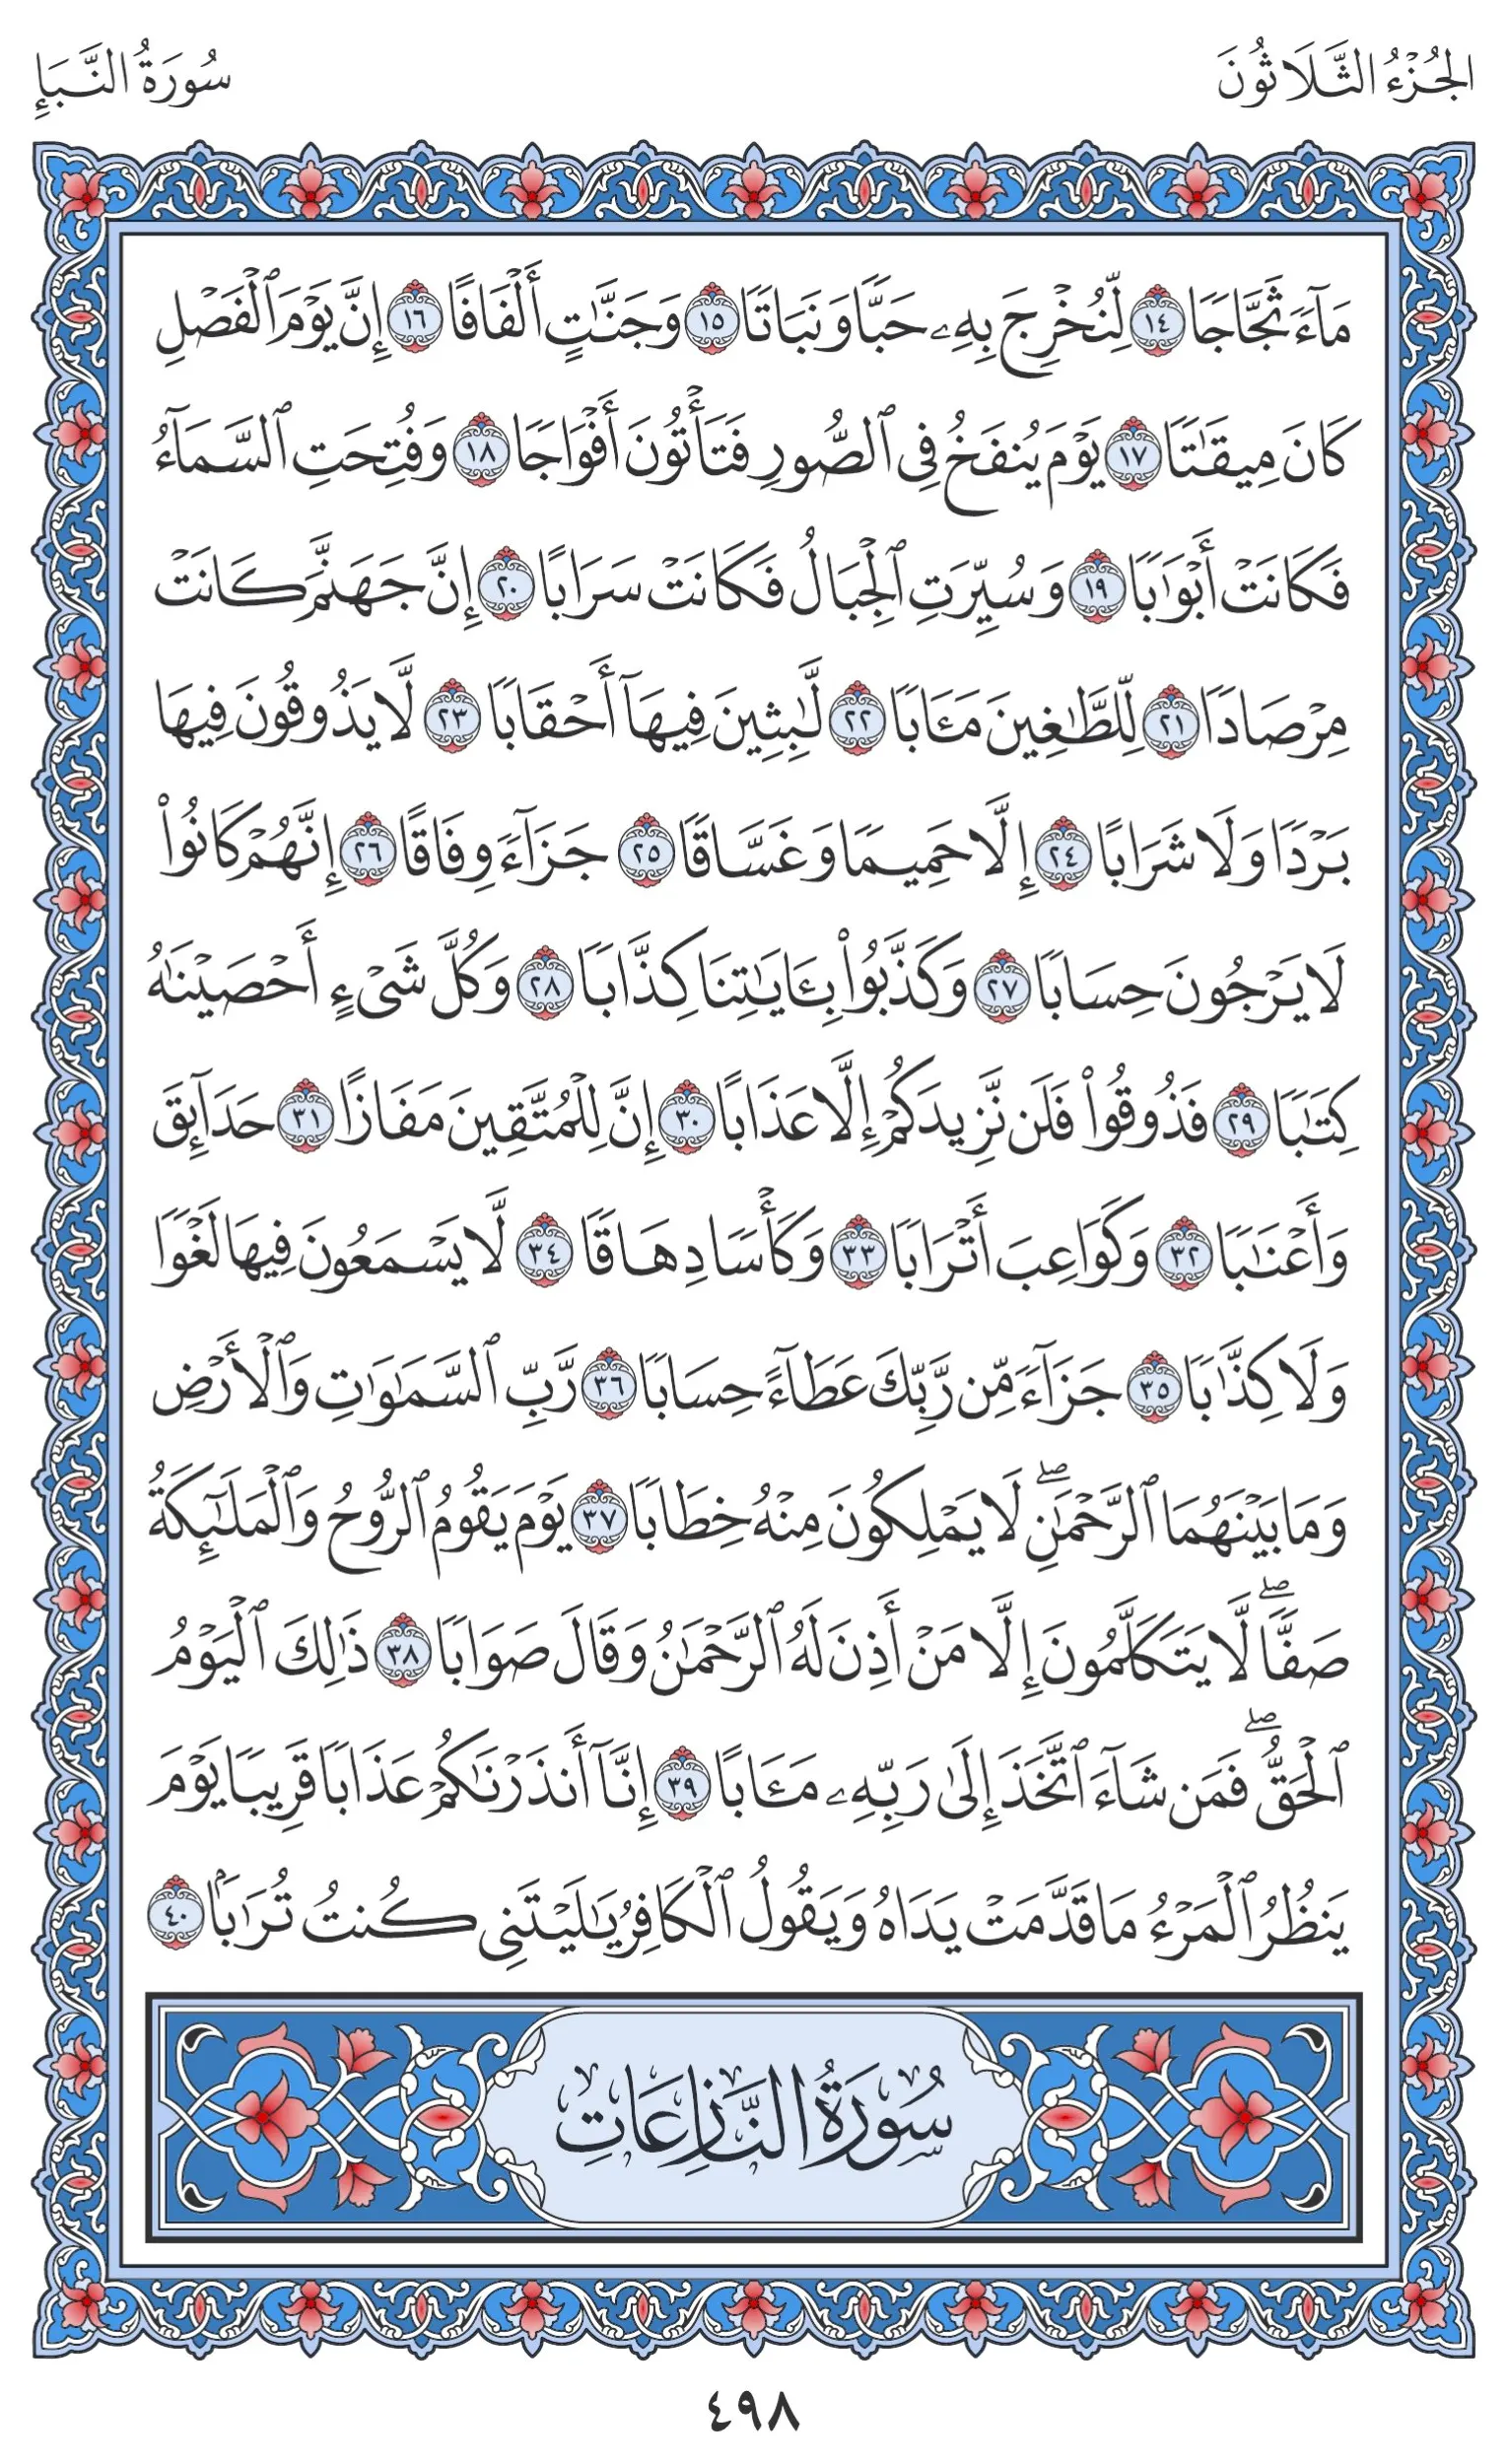 الجُزْءُ الثَّلَاثُونَ
سُورَةُ النَّبَإِ
مَآءً ثَجَّاجًا ١٤ لِّنُخْرِجَ بِهِۦ حَبًّا وَنَبَاتًا ١٥ وَجَنَّٰتٍ أَلْفَافًا ١٦ إِنَّ يَوْمَ ٱلْفَصْلِ
كَانَ مِيقَٰتًا ١٧ يَوْمَ يُنفَخُ فِى ٱلصُّورِ فَتَأْتُونَ أَفْوَاجًا ١٨ وَفُتِحَتِ ٱلسَّمَآءُ
فَكَانَتْ أَبْوَٰبًا ١٩ وَسُيِّرَتِ ٱلْجِبَالُ فَكَانَتْ سَرَابًا ٢٠ إِنَّ جَهَنَّمَ كَانَتْ
مِرْصَادًا ٢١ لِّلطَّٰغِينَ مَـَٔابًا ٢٢ لَّٰبِثِينَ فِيهَآ أَحْقَابًا ٢٣ لَّا يَذُوقُونَ فِيهَا
بَرْدًا وَلَا شَرَابًا ٢٤ إِلَّا حَمِيمًا وَغَسَّاقًا ٢٥ جَزَآءً وِفَاقًا ٢٦ إِنَّهُمْ كَانُوا۟
لَا يَرْجُونَ حِسَابًا ٢٧ وَكَذَّبُوا۟ بِـَٔايَٰتِنَا كِذَّابًا ٢٨ وَكُلَّ شَىْءٍ أَحْصَيْنَٰهُ
كِتَٰبًا ٢٩ فَذُوقُوا۟ فَلَن نَّزِيدَكُمْ إِلَّا عَذَابًا ٣٠ إِنَّ لِلْمُتَّقِينَ مَفَازًا ٣١ حَدَآئِقَ
وَأَعْنَٰبًا ٣٢ وَكَوَاعِبَ أَتْرَابًا ٣٣ وَكَأْسًا دِهَاقًا ٣٤ لَّا يَسْمَعُونَ فِيهَا لَغْوًا
وَلَا كِذَّٰبًا ٣٥ جَزَآءً مِّن رَّبِّكَ عَطَآءً حِسَابًا ٣٦ رَّبِّ ٱلسَّمَٰوَٰتِ وَٱلْأَرْضِ
وَمَا بَيْنَهُمَا ٱلرَّحْمَٰنِۖ لَا يَمْلِكُونَ مِنْهُ خِطَابًا ٣٧ يَوْمَ يَقُومُ ٱلرُّوحُ وَٱلْمَلَٰٓئِكَةُ
صَفًّاۖ لَّا يَتَكَلَّمُونَ إِلَّا مَنْ أَذِنَ لَهُ ٱلرَّحْمَٰنُ وَقَالَ صَوَابًا ٣٨ ذَٰلِكَ ٱلْيَوْمُ
ٱلْحَقُّۖ فَمَن شَآءَ ٱتَّخَذَ إِلَىٰ رَبِّهِۦ مَـَٔابًا ٣٩ إِنَّآ أَنذَرْنَٰكُمْ عَذَابًا قَرِيبًا يَوْمَ
يَنظُرُ ٱلْمَرْءُ مَا قَدَّمَتْ يَدَاهُ وَيَقُولُ ٱلْكَافِرُ يَٰلَيْتَنِى كُنتُ تُرَٰبًۢا ٤٠
سُورَةُ النَّازِعَاتِ
٤٩٨